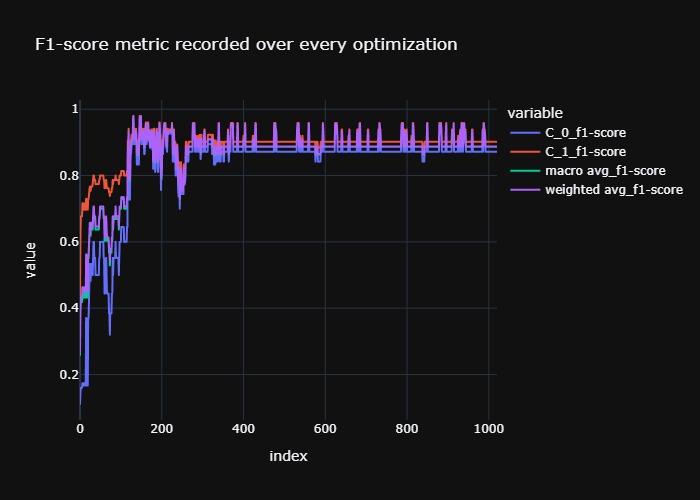 F1-score metric recorded over every optimization
variable
C_0_f1-score
C_1_f1-score
macro avg_f1-score
weighted avg_f1-score
value
1
0.8
0.6
0.4
0.2
0 200 400 600 800 1000
index